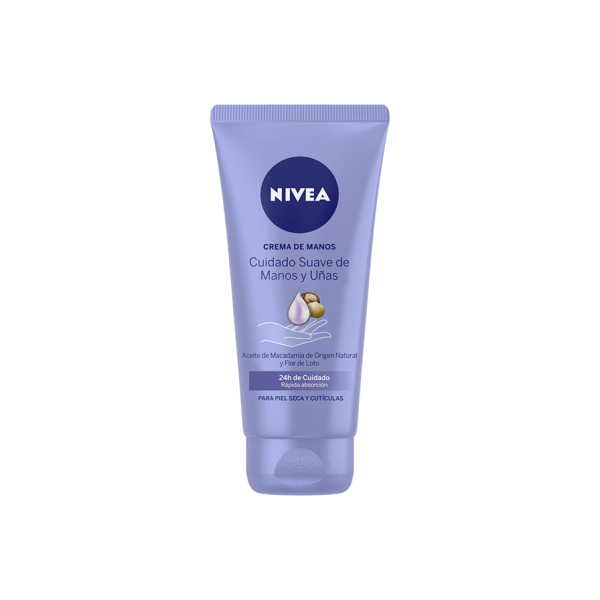 NIVEA
CREMA DE MANOS
Cuidado Suave de
Manos y Uñas
Aceite de Macadamia de Origen Natural
y Flor de Loto
24h de Cuidado
Rápida absorción
PARA PIEL SECA Y CUTÍCULAS